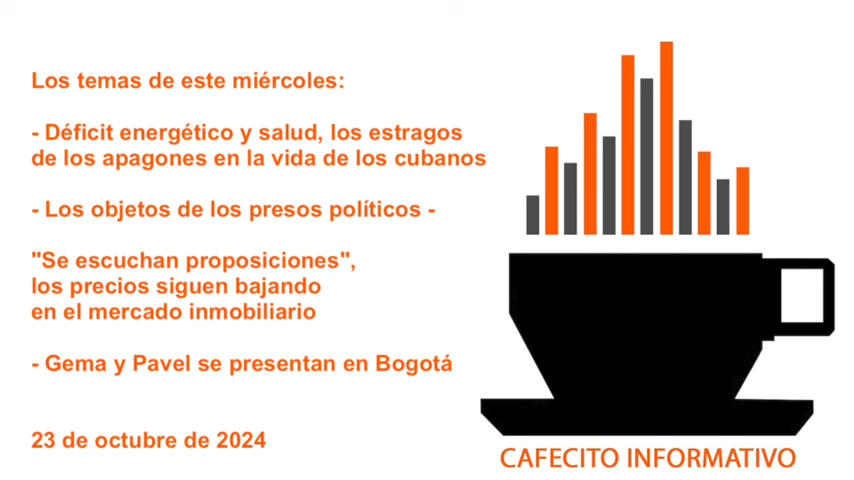 Los temas de este miércoles:
- Déficit energético y salud, los estragos
de los apagones en la vida de los cubanos
- Los objetos de los presos políticos -
"Se escuchan proposiciones",
los precios siguen bajando
en el mercado inmobiliario
- Gema y Pavel se presentan en Bogotá
23 de octubre de 2024
CAFECITO INFORMATIVO